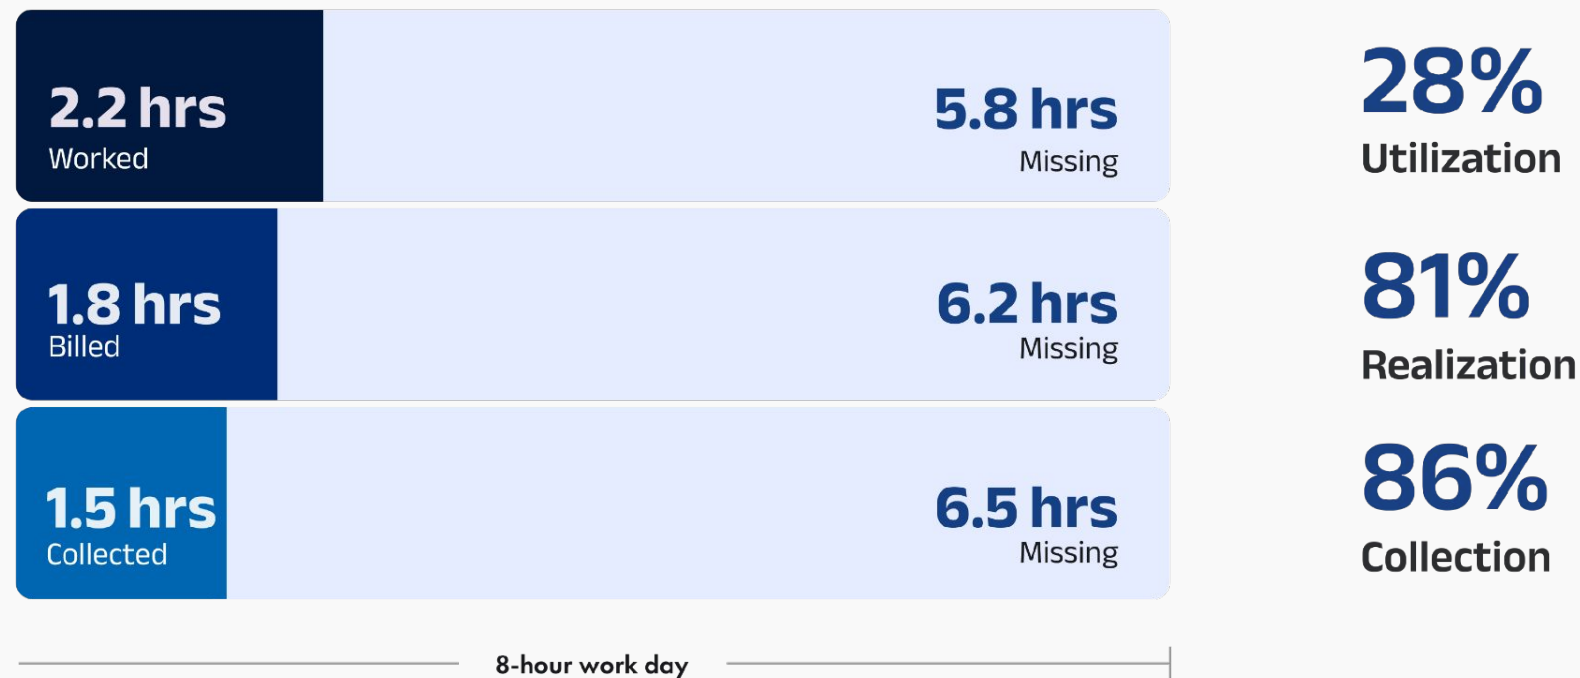 2.2 hrs
Worked
5.8 hrs
Missing
28%
Utilization
1.8 hrs
Billed
6.2 hrs
Missing
81%
Realization
1.5 hrs
Collected
6.5 hrs
Missing
86%
Collection
8-hour work day